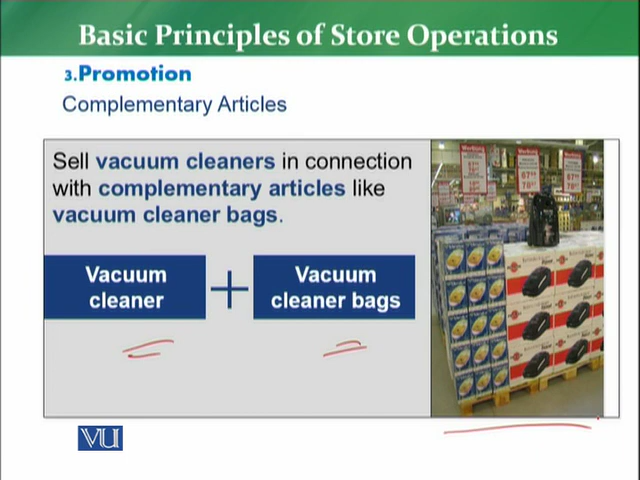 Basic Principles of Store Operations
3.Promotion
Complementary Articles
Sell vacuum cleaners in connection
with complementary articles like
vacuum cleaner bags.
Vacuum
cleaner
+
Vacuum
cleaner bags
VU